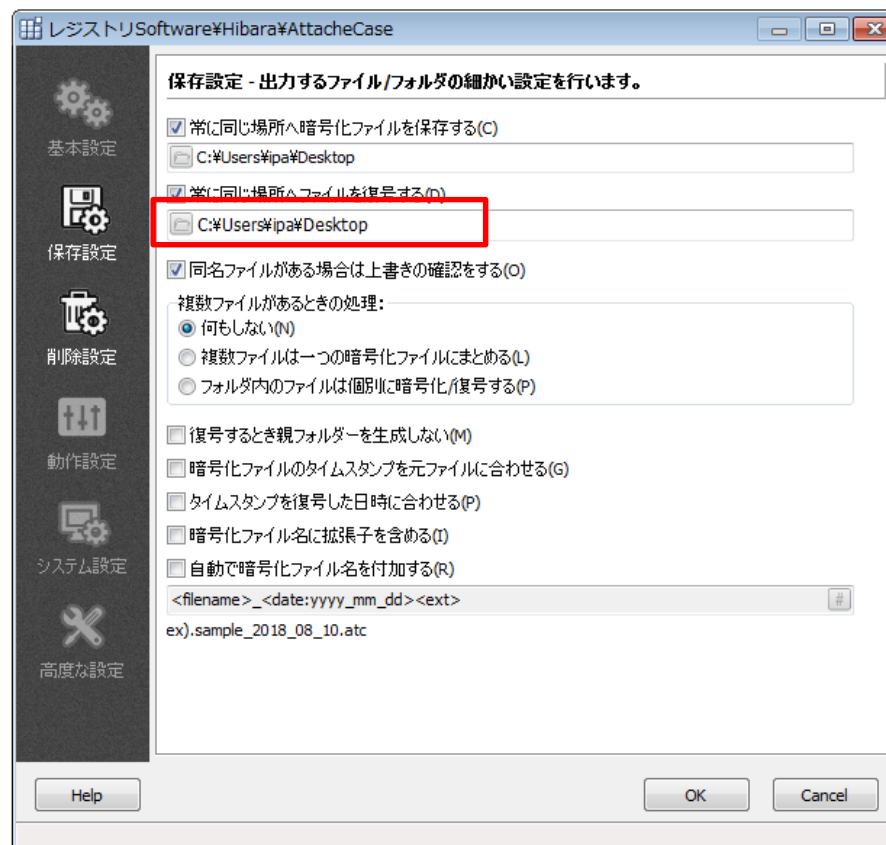 レジストリSoftware¥Hibara¥AttacheCase
基本設定
保存設定
削除設定
動作設定
システム設定
高度な設定
保存設定 - 出力するファイル/フォルダの細かい設定を行います。
常に同じ場所へ暗号化ファイルを保存する(C)
C:¥Users¥ipa¥Desktop
常に同じ場所へファイルを復号する(D)
C:¥Users¥ipa¥Desktop
同名ファイルがある場合は上書きの確認をする(O)
複数ファイルがあるときの処理:
何もしない(N)
複数ファイルは一つの暗号化ファイルにまとめる(L)
フォルダ内のファイルは個別に暗号化/復号する(P)
復号するとき親フォルダーを生成しない(M)
暗号化ファイルのタイムスタンプを元ファイルに合わせる(G)
タイムスタンプを復号した日時に合わせる(P)
暗号化ファイル名に拡張子を含める(I)
自動で暗号化ファイル名を付加する(R)
<filename>_<date:yyyy_mm_dd><ext>
#
ex).sample_2018_08_10.atc
Help
OK
Cancel